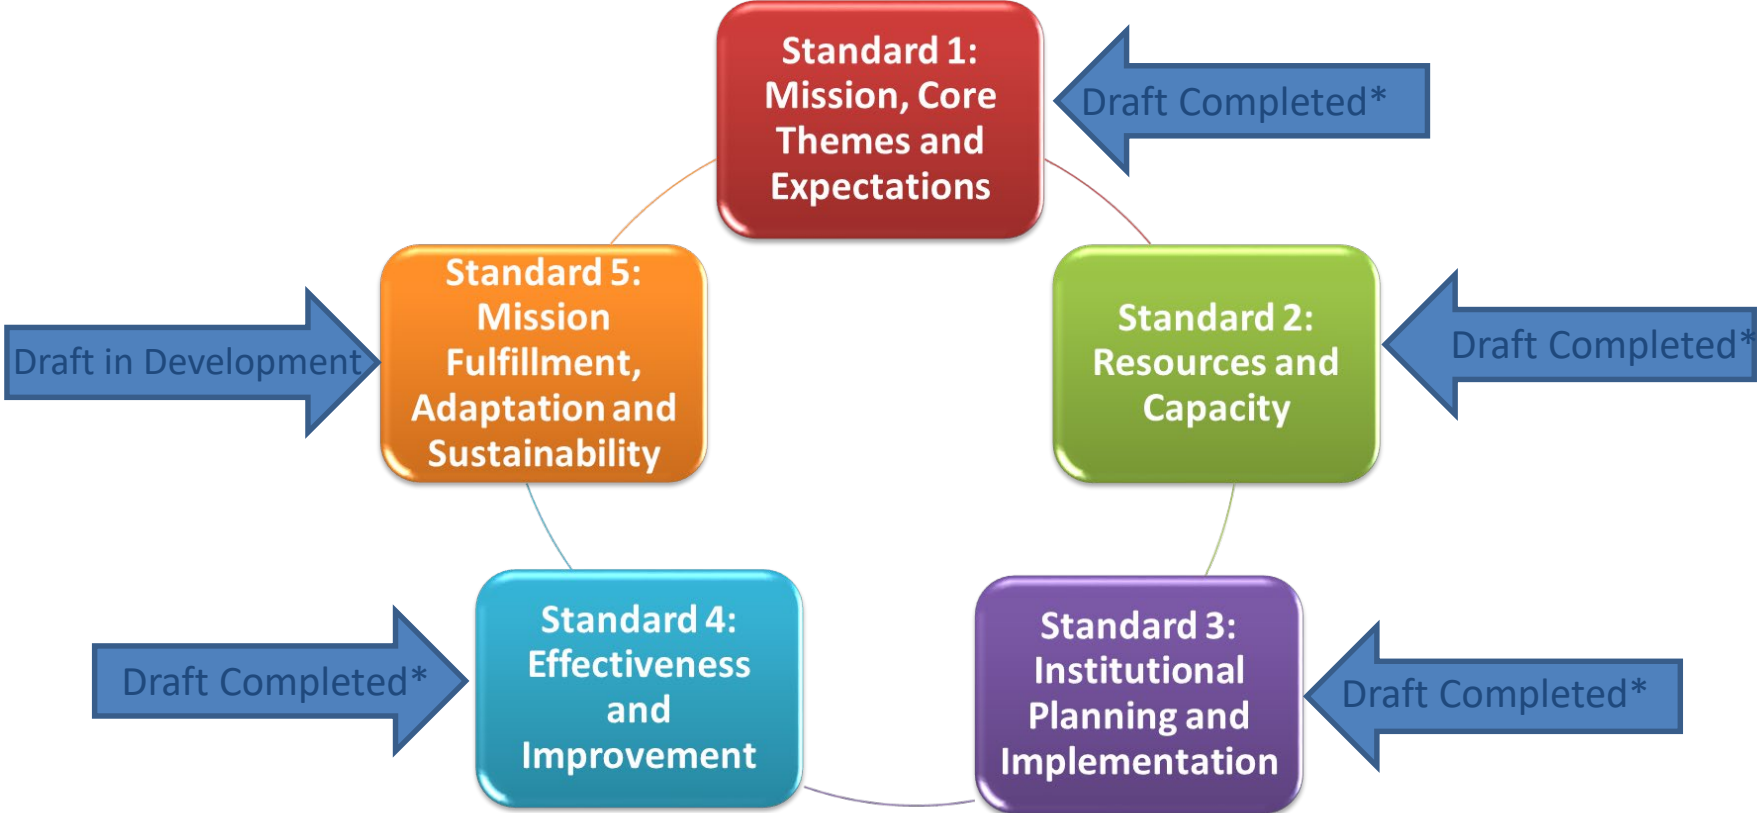 Standard 1:
Mission, Core
Themes and
Expectations
Draft Completed*
Standard 2:
Resources and
Capacity
Draft Completed*
Standard 3:
Institutional
Planning and
Implementation
Draft Completed*
Standard 4:
Effectiveness
and
Improvement
Draft Completed*
Standard 5:
Mission
Fulfillment,
Adaptation and
Sustainability
Draft in Development